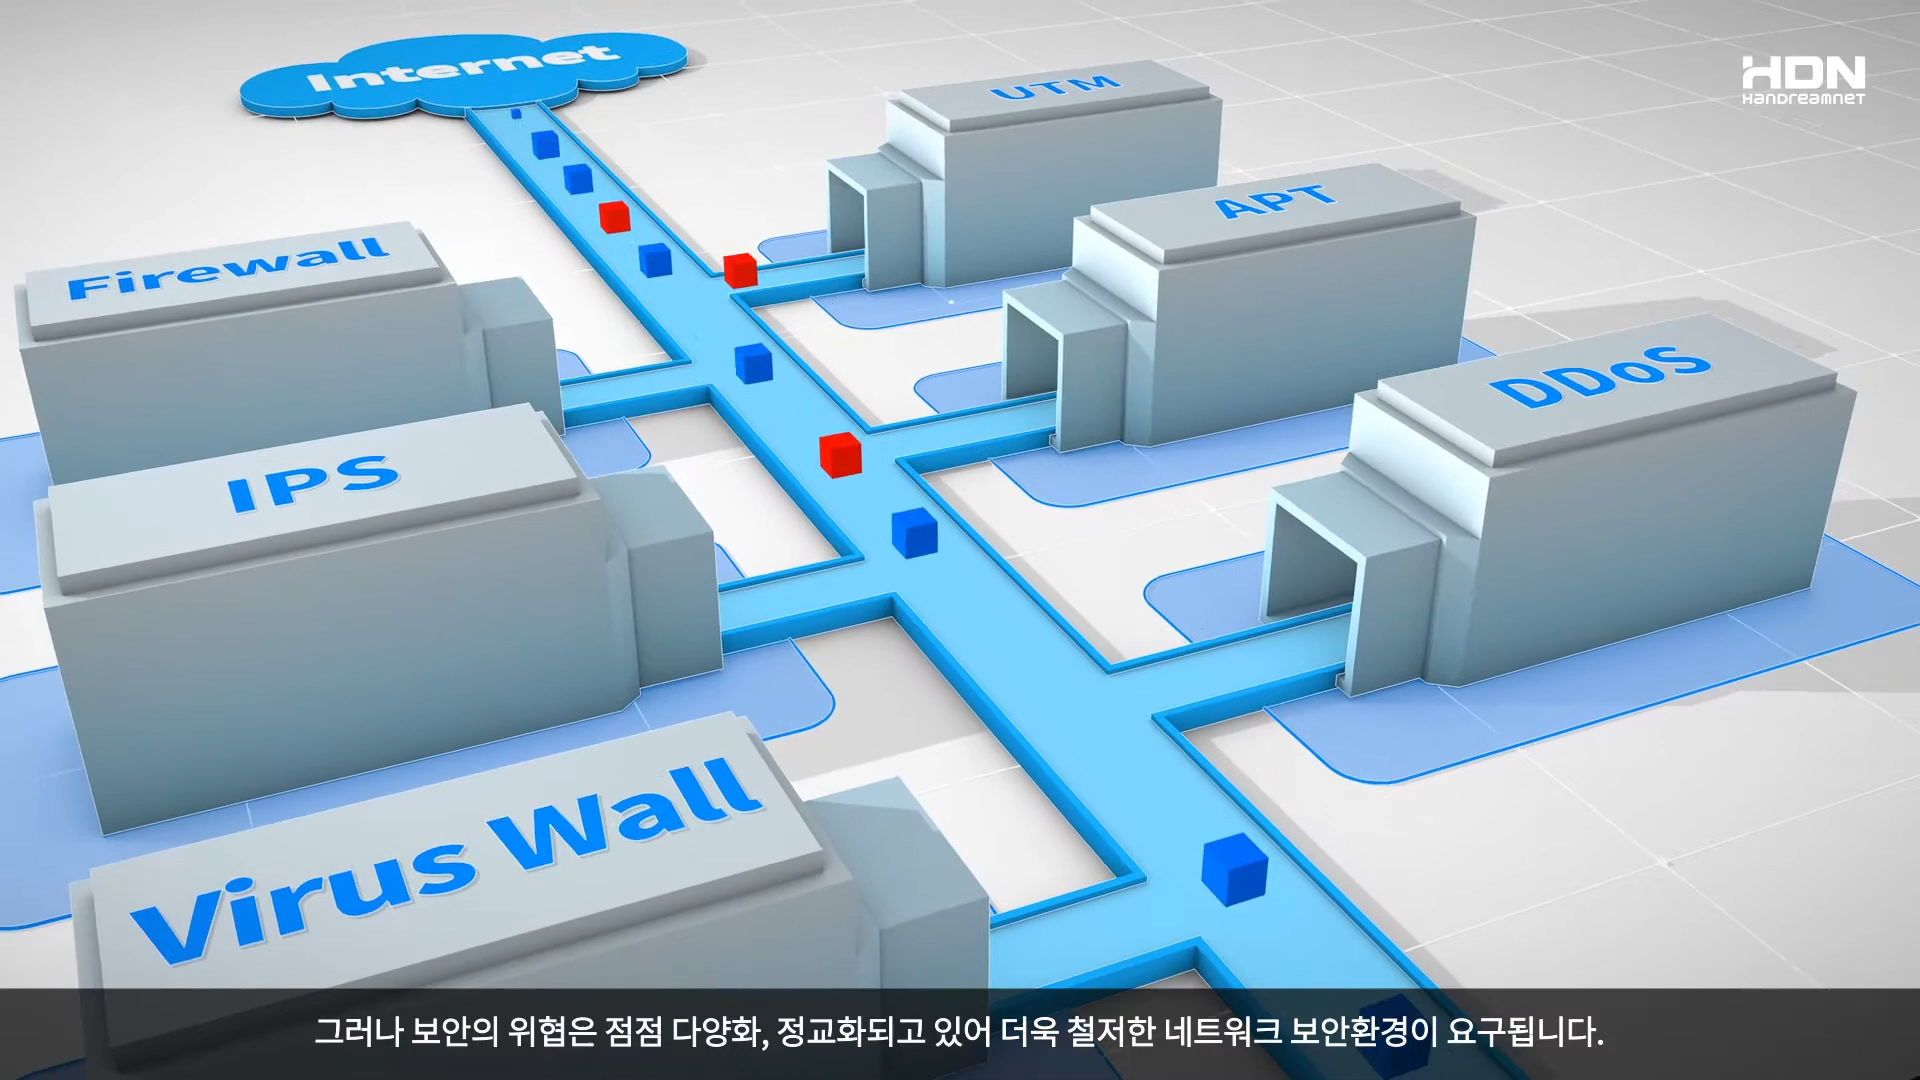 Internet
HDN
Handreamnet
UTM
APT
Firewall
DDoS
IPS
Virus Wall
그러나 보안의 위협은 점점 다양화, 정교화되고 있어 더욱 철저한 네트워크 보안환경이 요구됩니다.